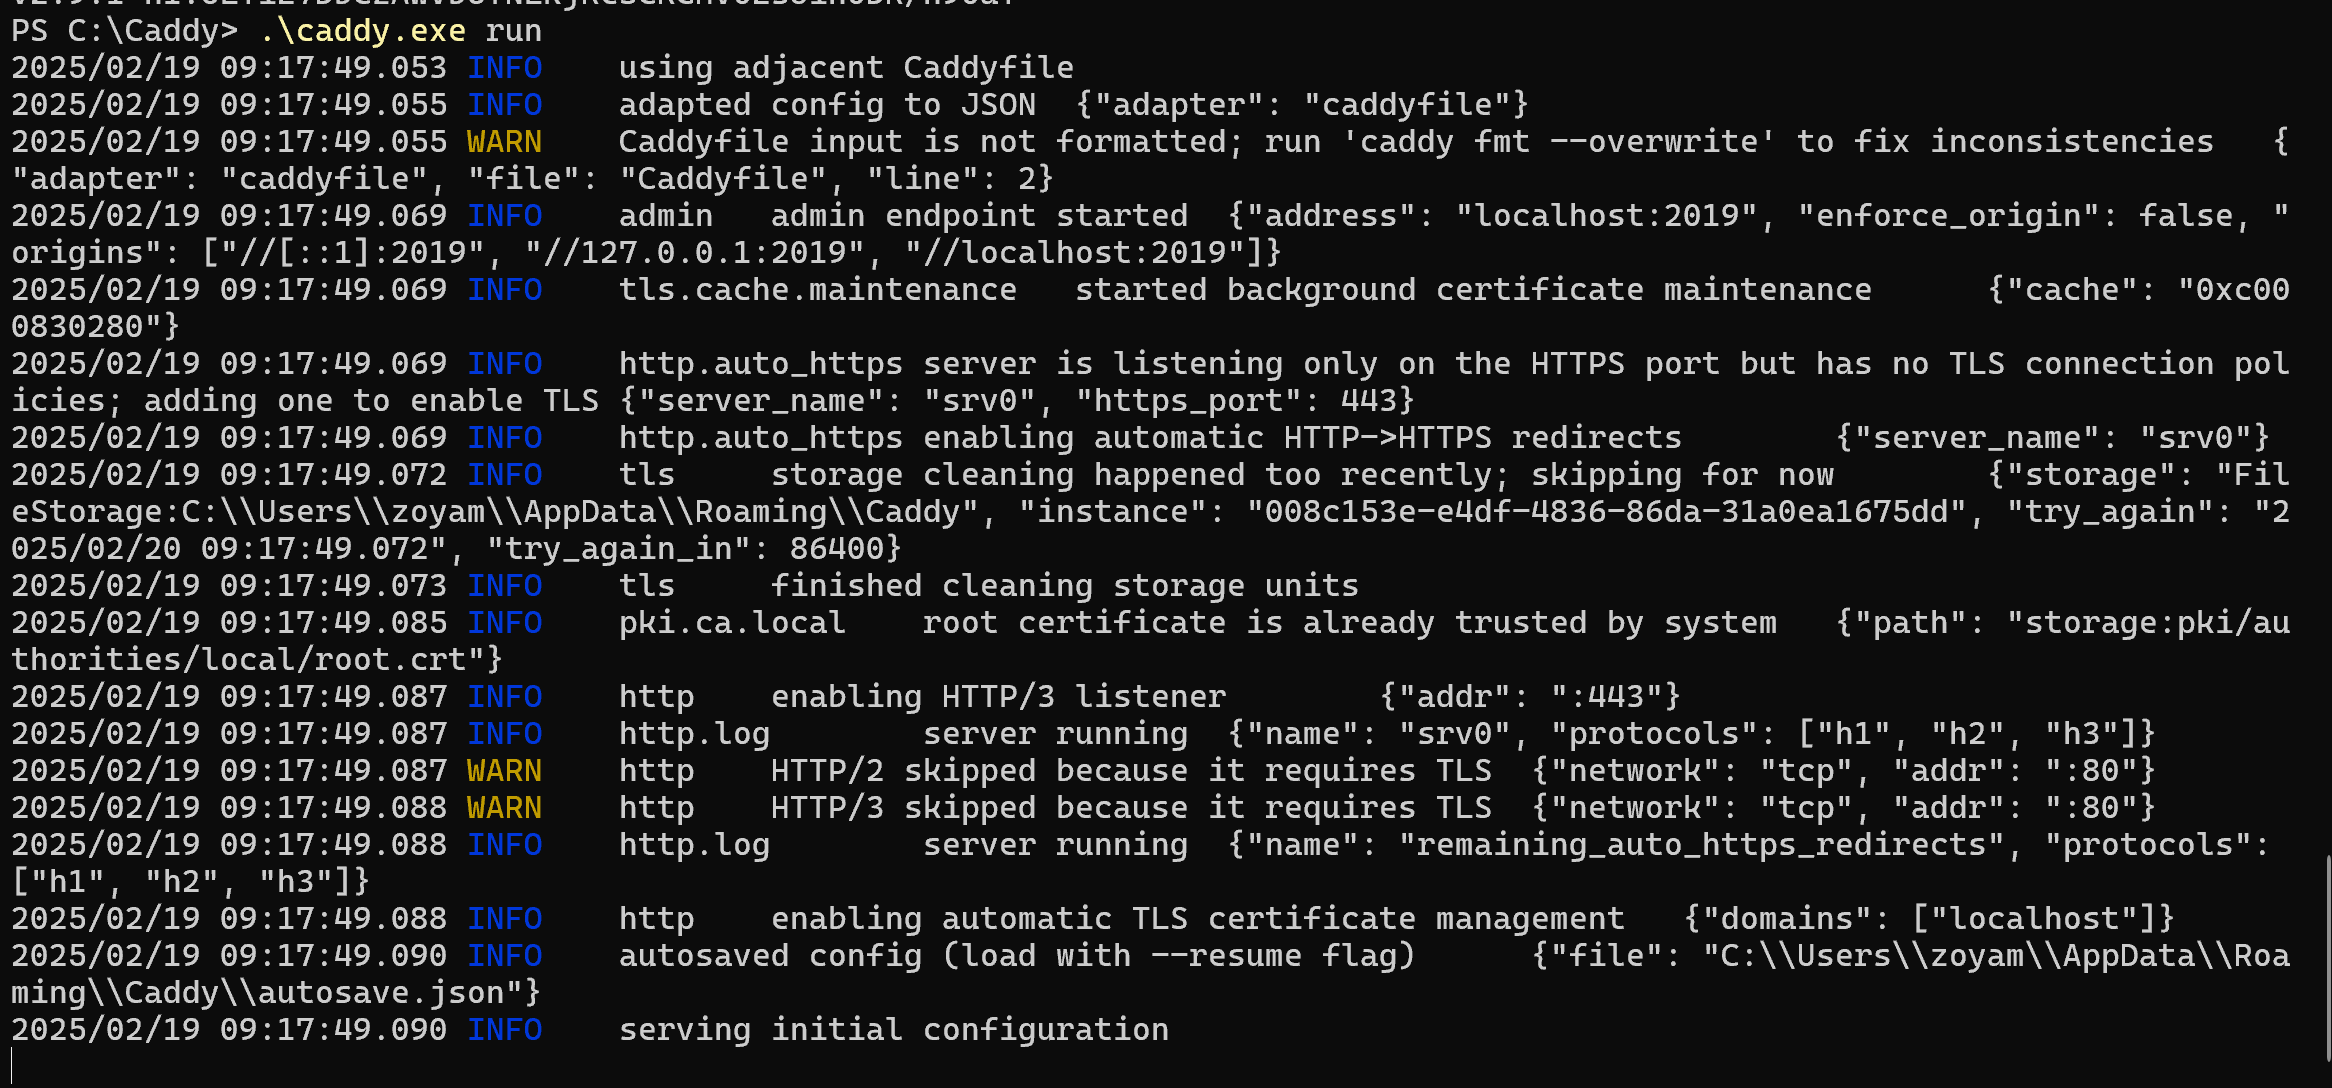 PS C:\Caddy> .\caddy.exe run
2025/02/19 09:17:49.053 INFO    using adjacent Caddyfile
2025/02/19 09:17:49.055 INFO    adapted config to JSON  {"adapter": "caddyfile"}
2025/02/19 09:17:49.055 WARN    Caddyfile input is not formatted; run 'caddy fmt --overwrite' to fix inconsistencies   {
"adapter": "caddyfile", "file": "Caddyfile", "line": 2}
2025/02/19 09:17:49.069 INFO    admin   admin endpoint started  {"address": "localhost:2019", "enforce_origin": false, "
origins": ["//[::1]:2019", "//127.0.0.1:2019", "//localhost:2019"]}
2025/02/19 09:17:49.069 INFO    tls.cache.maintenance   started background certificate maintenance      {"cache": "0xc00
0830280"}
2025/02/19 09:17:49.069 INFO    http.auto_https server is listening only on the HTTPS port but has no TLS connection pol
icies; adding one to enable TLS {"server_name": "srv0", "https_port": 443}
2025/02/19 09:17:49.069 INFO    http.auto_https enabling automatic HTTP->HTTPS redirects        {"server_name": "srv0"}
2025/02/19 09:17:49.072 INFO    tls     storage cleaning happened too recently; skipping for now        {"storage": "Fil
eStorage:C:\\Users\\zoyam\\AppData\\Roaming\\Caddy", "instance": "008c153e-e4df-4836-86da-31a0ea1675dd", "try_again": "2
025/02/20 09:17:49.072", "try_again_in": 86400}
2025/02/19 09:17:49.073 INFO    tls     finished cleaning storage units
2025/02/19 09:17:49.085 INFO    pki.ca.local    root certificate is already trusted by system   {"path": "storage:pki/au
thorities/local/root.crt"}
2025/02/19 09:17:49.087 INFO    http    enabling HTTP/3 listener        {"addr": ":443"}
2025/02/19 09:17:49.087 INFO    http.log        server running  {"name": "srv0", "protocols": ["h1", "h2", "h3"]}
2025/02/19 09:17:49.087 WARN    http    HTTP/2 skipped because it requires TLS  {"network": "tcp", "addr": ":80"}
2025/02/19 09:17:49.088 WARN    http    HTTP/3 skipped because it requires TLS  {"network": "tcp", "addr": ":80"}
2025/02/19 09:17:49.088 INFO    http.log        server running  {"name": "remaining_auto_https_redirects", "protocols":
["h1", "h2", "h3"]}
2025/02/19 09:17:49.088 INFO    http    enabling automatic TLS certificate management   {"domains": ["localhost"]}
2025/02/19 09:17:49.090 INFO    autosaved config (load with --resume flag)      {"file": "C:\\Users\\zoyam\\AppData\\Roa
ming\\Caddy\\autosave.json"}
2025/02/19 09:17:49.090 INFO    serving initial configuration